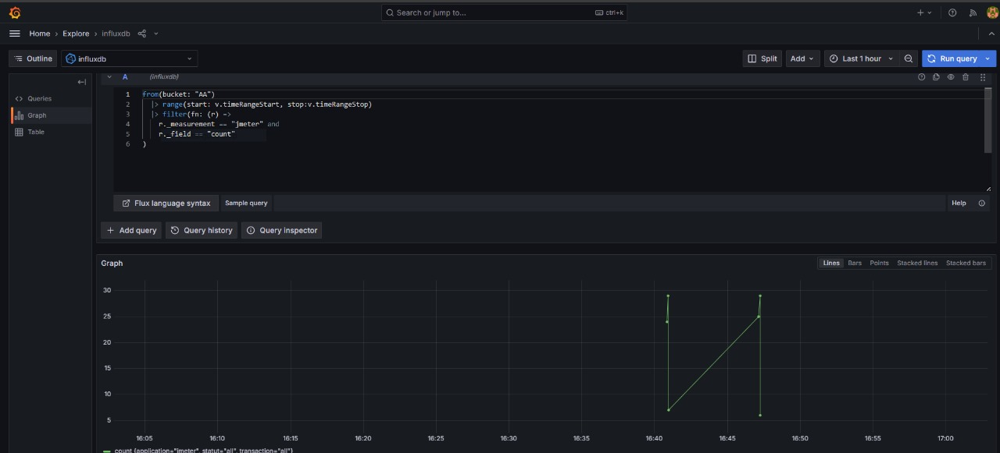 Search or jump to...
ctrl+k
Home › Explore › influxdb
Outline
influxdb
Split
Add
Last 1 hour
Run query
A
(influxdb)
Queries
Graph
Table
1 from(bucket: "AA")
2 |> range(start: v.timeRangeStart, stop:v.timeRangeStop)
3 |> filter(fn: (r) =>
4 r._measurement == "jmeter" and
5 r._field == "count"
6 )
Flux language syntax
Sample query
Help
+ Add query
Query history
Query inspector
Graph
Lines
Bars
Points
Stacked lines
Stacked bars
30
25
20
15
10
5
16:05 16:10 16:15 16:20 16:25 16:30 16:35 16:40 16:45 16:50 16:55 17:00
count {application="jmeter", statut="all", transaction="all"}